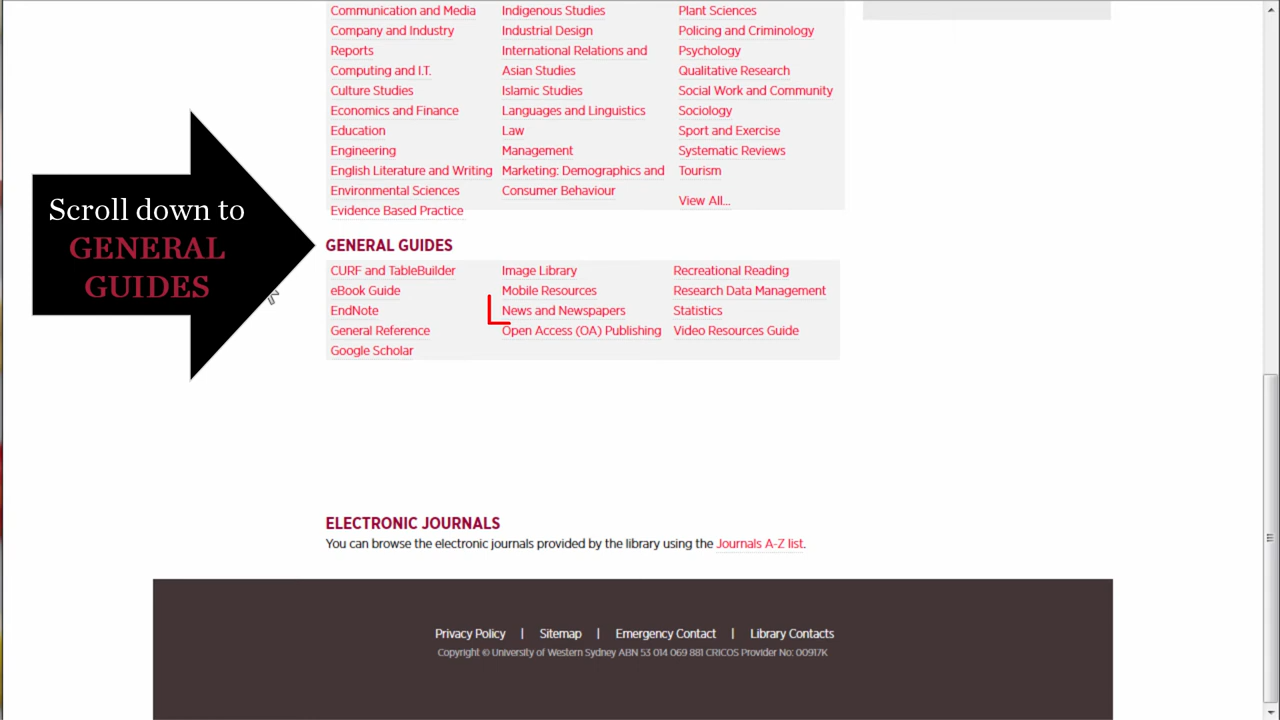 Communication and Media
Company and Industry
Reports
Computing and I.T.
Culture Studies
Economics and Finance
Education
Engineering
English Literature and Writing
Environmental Sciences
Evidence Based Practice
Indigenous Studies
Industrial Design
International Relations and
Asian Studies
Islamic Studies
Languages and Linguistics
Law
Management
Marketing: Demographics and
Consumer Behaviour
Plant Sciences
Policing and Criminology
Psychology
Qualitative Research
Social Work and Community
Sociology
Sport and Exercise
Systematic Reviews
Tourism
View All...
Scroll down to
GENERAL
GUIDES
GENERAL GUIDES
CURF and TableBuilder
eBook Guide
EndNote
General Reference
Google Scholar
Image Library
Mobile Resources
News and Newspapers
Open Access (OA) Publishing
Recreational Reading
Research Data Management
Statistics
Video Resources Guide
ELECTRONIC JOURNALS
You can browse the electronic journals provided by the library using the Journals A-Z list.
Privacy Policy | Sitemap | Emergency Contact | Library Contacts
Copyright © University of Western Sydney ABN 53 014 069 881 CRICOS Provider No: 00917K